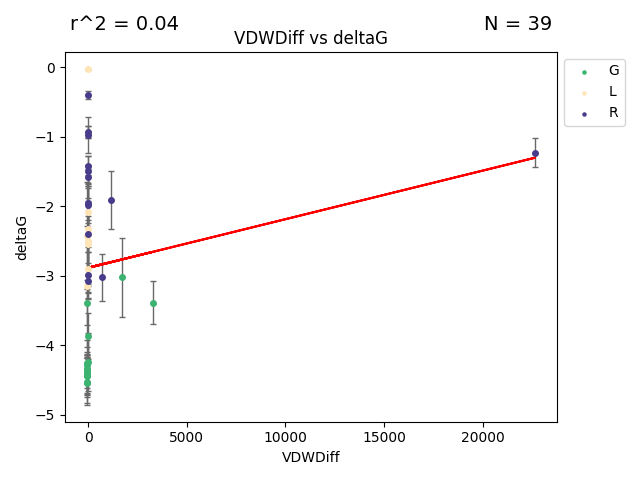 r^2 = 0.04
N = 39
VDWDiff vs deltaG
G
L
R
0
−1
−2
−3
−4
−5
deltaG
0
5000
10000
15000
20000
VDWDiff